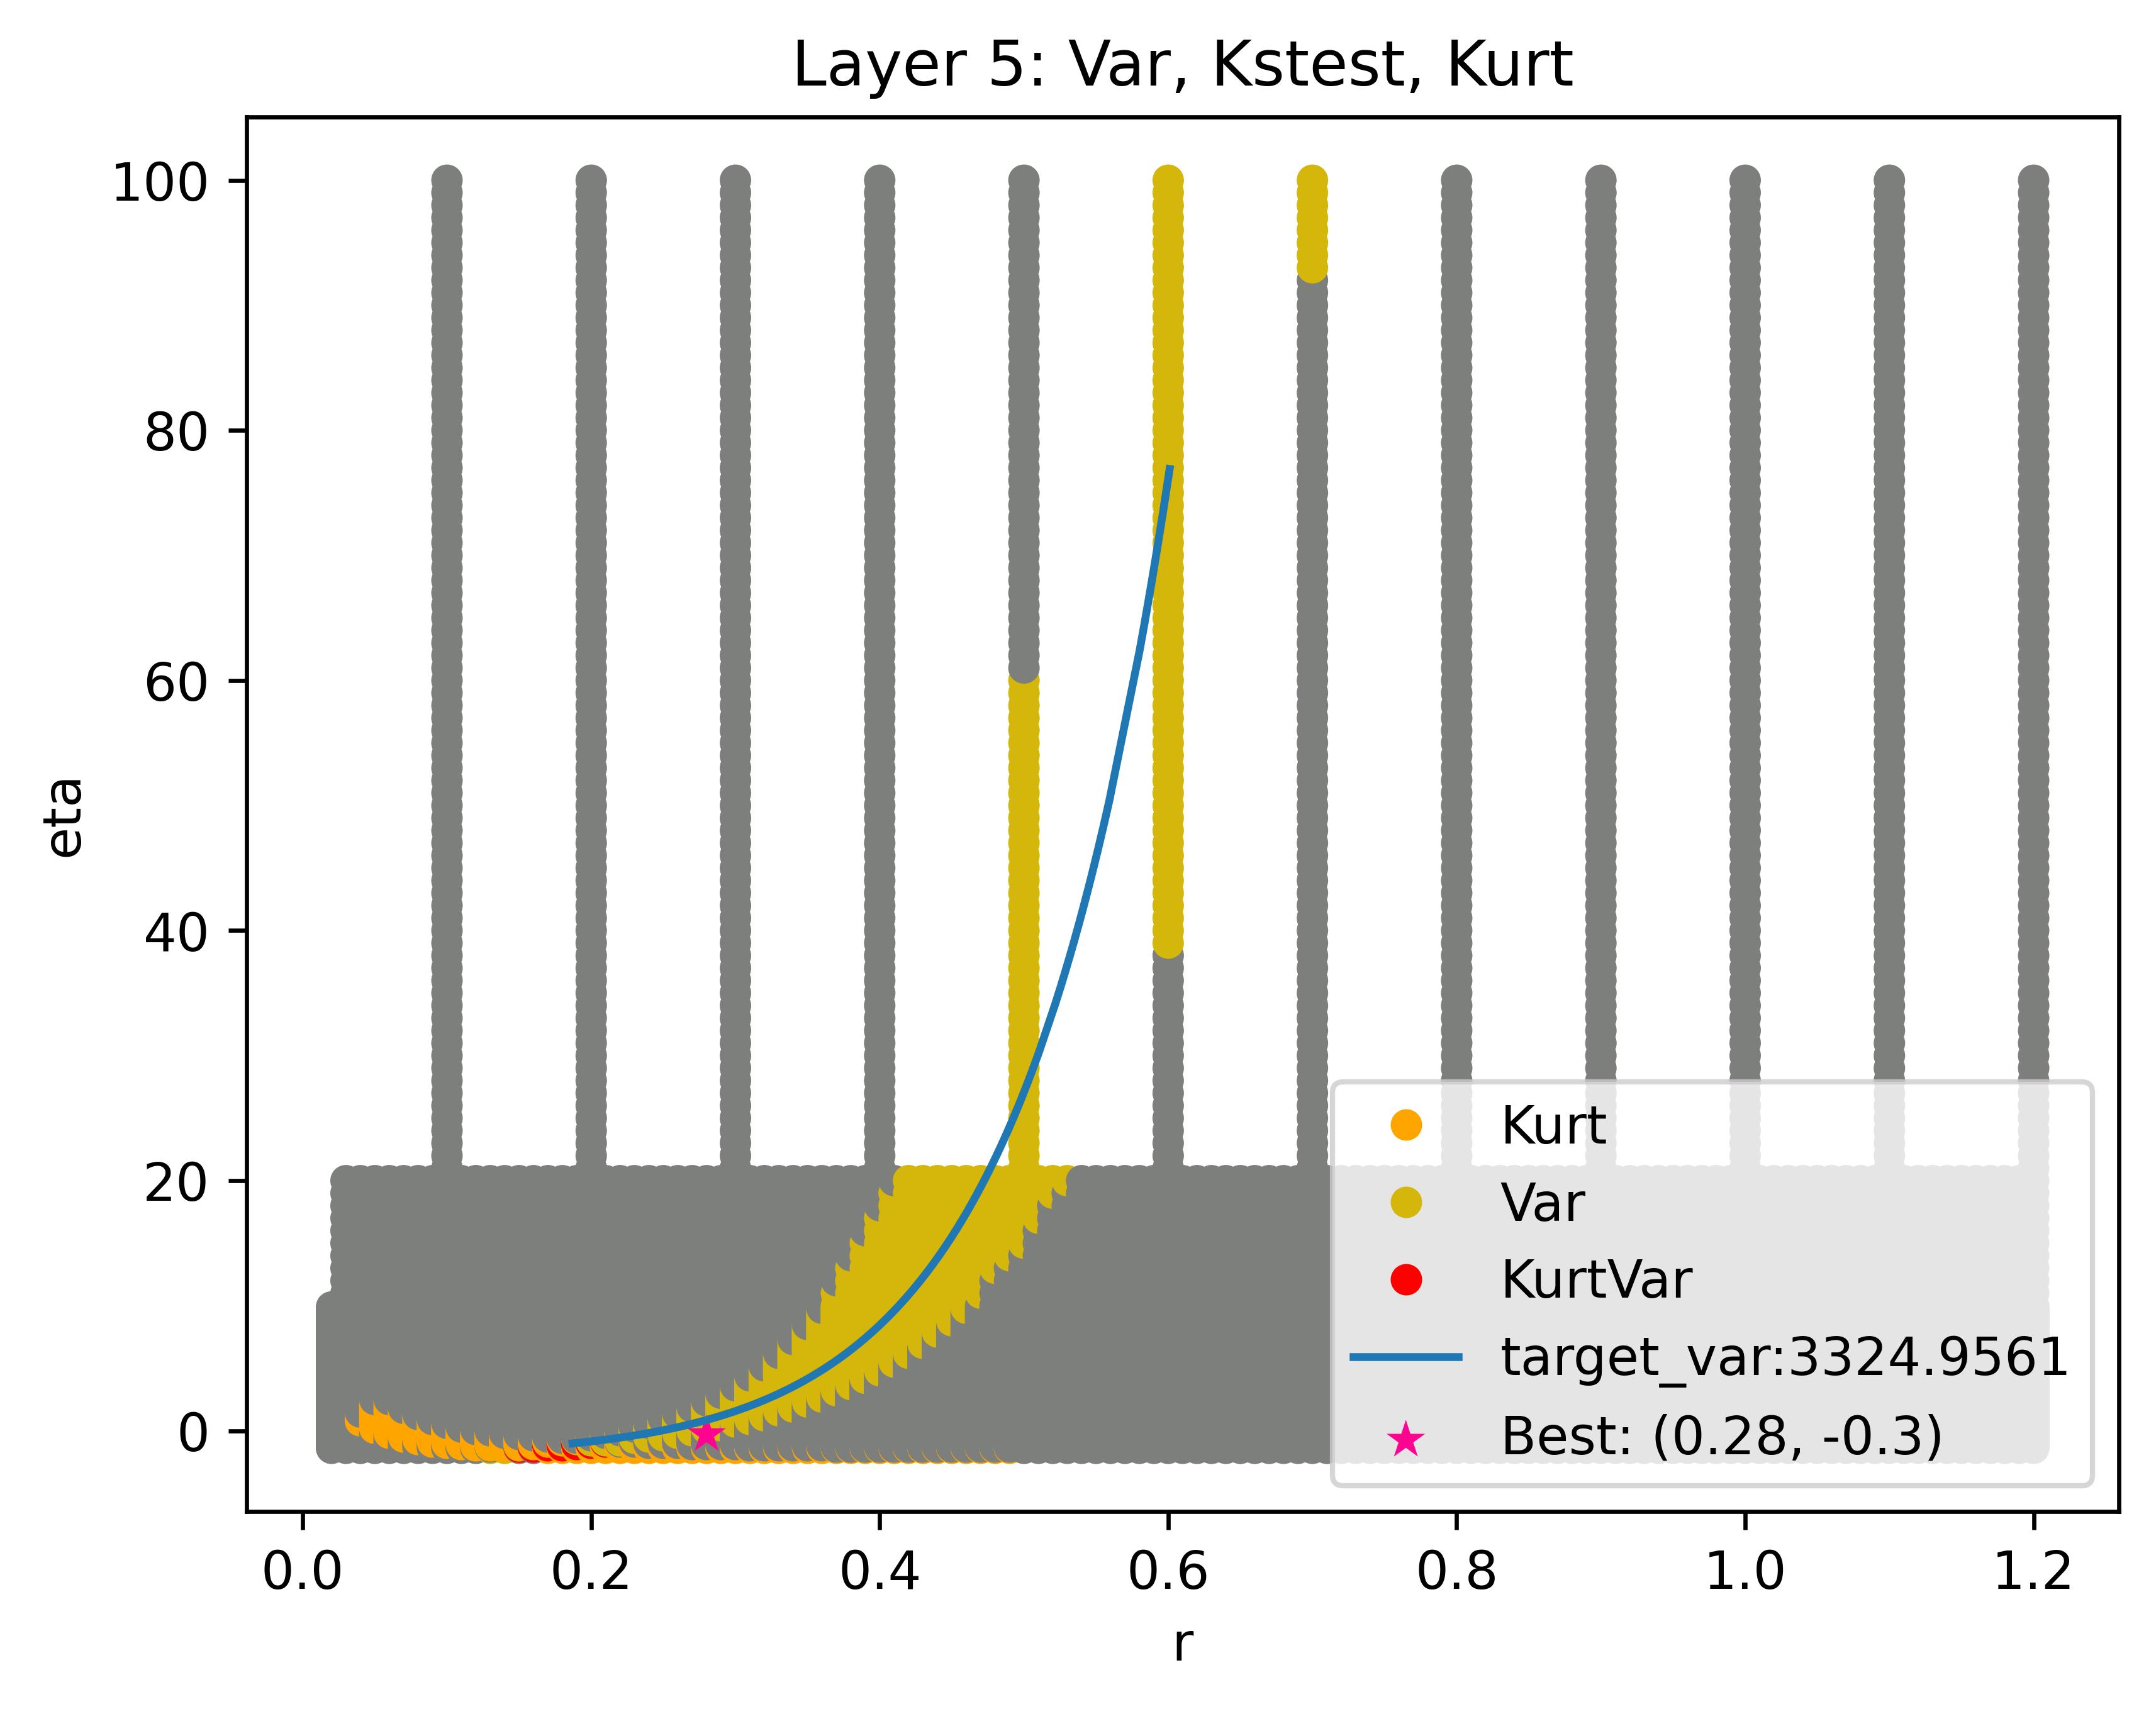 Layer 5: Var, Kstest, Kurt
100
80
60
40
20
0
eta
0.0 0.2 0.4 0.6 0.8 1.0 1.2
r
Kurt
Var
KurtVar
target_var:3324.9561
Best: (0.28, -0.3)